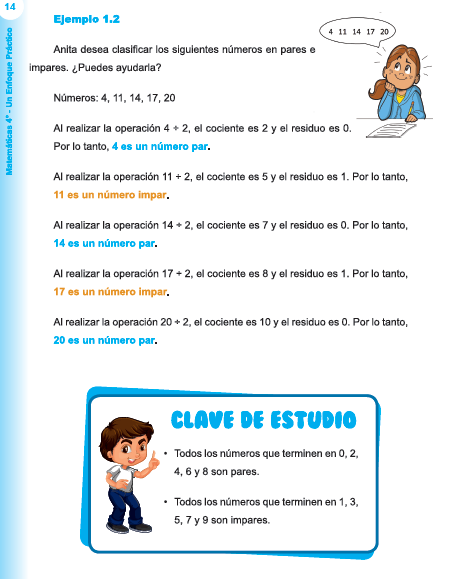 14
Matemáticas 4° - Un Enfoque Práctico
Ejemplo 1.2
4 11 14 17 20
Anita desea clasificar los siguientes números en pares e
impares. ¿Puedes ayudarla?
Números: 4, 11, 14, 17, 20
Al realizar la operación 4 ÷ 2, el cociente es 2 y el residuo es 0.
Por lo tanto, 4 es un número par.
Al realizar la operación 11 ÷ 2, el cociente es 5 y el residuo es 1. Por lo tanto,
11 es un número impar.
Al realizar la operación 14 ÷ 2, el cociente es 7 y el residuo es 0. Por lo tanto,
14 es un número par.
Al realizar la operación 17 ÷ 2, el cociente es 8 y el residuo es 1. Por lo tanto,
17 es un número impar.
Al realizar la operación 20 ÷ 2, el cociente es 10 y el residuo es 0. Por lo tanto,
20 es un número par.
CLAVE DE ESTUDIO
• Todos los números que terminen en 0, 2,
4, 6 y 8 son pares.
• Todos los números que terminen en 1, 3,
5, 7 y 9 son impares.